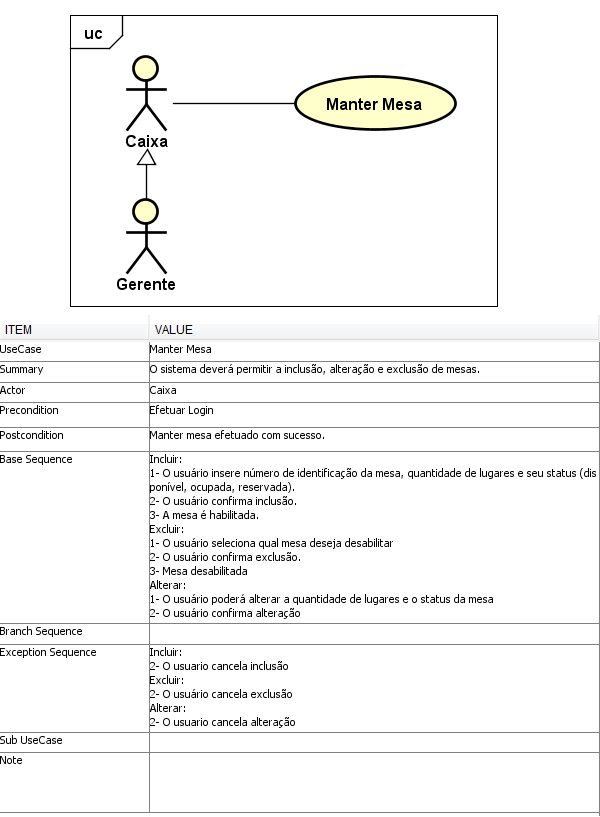 uc
Manter Mesa
Caixa
Gerente
ITEM VALUE
UseCase Manter Mesa
Summary O sistema deverá permitir a inclusão, alteração e exclusão de mesas.
Actor Caixa
Precondition Efetuar Login
Postcondition Manter mesa efetuado com sucesso.
Base Sequence Incluir:
1- O usuário insere número de identificação da mesa, quantidade de lugares e seu status (dis
ponível, ocupada, reservada).
2- O usuário confirma inclusão.
3- A mesa é habilitada.
Excluir:
1- O usuário seleciona qual mesa deseja desabilitar
2- O usuário confirma exclusão.
3- Mesa desabilitada
Alterar:
1- O usuário poderá alterar a quantidade de lugares e o status da mesa
2- O usuário confirma alteração
Branch Sequence
Exception Sequence Incluir:
2- O usuario cancela inclusão
Excluir:
2- O usuário cancela exclusão
Alterar:
2- O usuario cancela alteração
Sub UseCase
Note